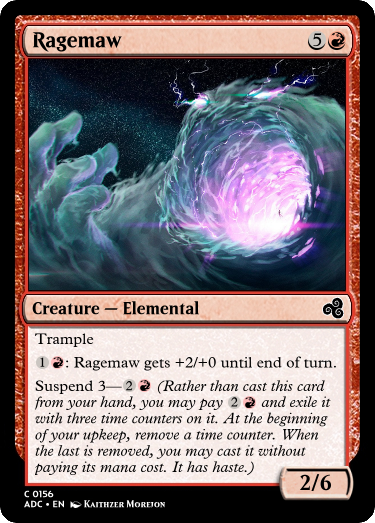 Ragemaw 5
Creature — Elemental
Trample
1 : Ragemaw gets +2/+0 until end of turn.
Suspend 3—2 (Rather than cast this card
from your hand, you may pay 2 and exile it
with three time counters on it. At the beginning
of your upkeep, remove a time counter. When
the last is removed, you may cast it without
paying its mana cost. It has haste.)
2/6
C 0156
ADC • EN KAITHZER MOREJON